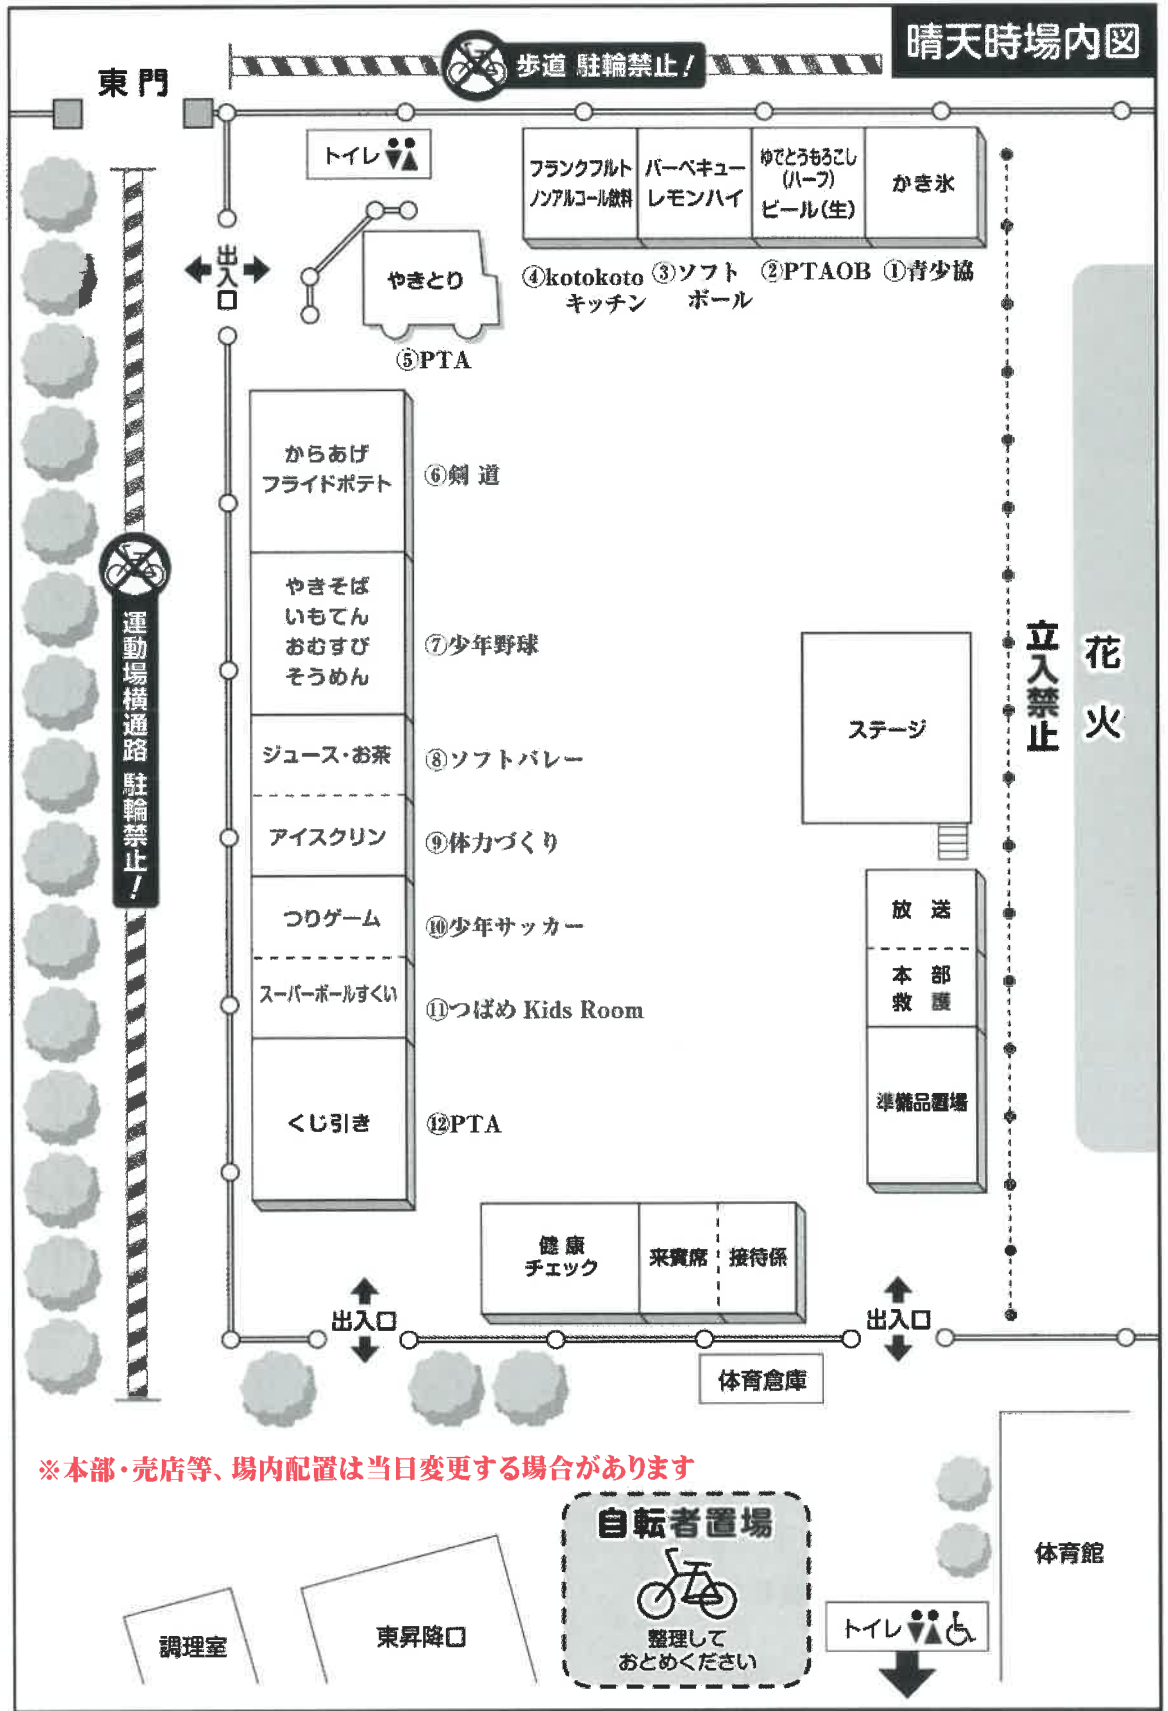 晴天時場内図
歩道 駐輪禁止！
東門
トイレ
フランクフルト
ノンアルコール飲料
バーベキュー
レモンハイ
ゆでとうもろこし
(ハーフ)
ビール(生)
かき氷
④kotokoto
キッチン
③ソフト
ボール
②PTAOB
①青少協
出入口
やきとり
⑤PTA
からあげ
フライドポテト
⑥剣 道
やきそば
いもてん
おむすび
そうめん
⑦少年野球
ジュース・お茶
⑧ソフトバレー
アイスクリン
⑨体力づくり
つりゲーム
⑩少年サッカー
スーパーボールすくい
⑪つばめ Kids Room
くじ引き
⑫PTA
運動場横通路 駐輪禁止！
ステージ
立入禁止
花火
放 送
本 部
救 護
準備品置場
健 康
チェック
来賓席
接待係
出入口
出入口
体育倉庫
※本部・売店等、場内配置は当日変更する場合があります
自転者置場
整理して
おとめください
体育館
トイレ
調理室
東昇降口